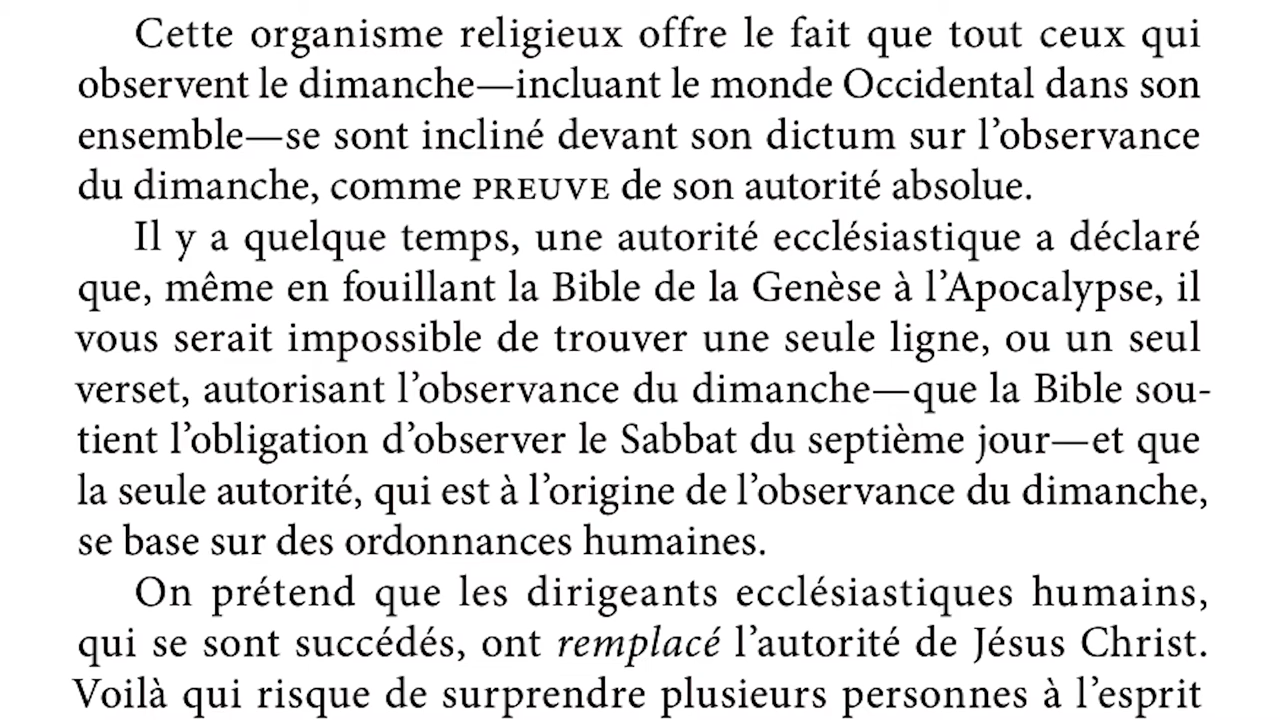 Cette organisme religieux offre le fait que tout ceux qui
observent le dimanche—incluant le monde Occidental dans son
ensemble—se sont incliné devant son dictum sur l’observance
du dimanche, comme PREUVE de son autorité absolue.
Il y a quelque temps, une autorité ecclésiastique a déclaré
que, même en fouillant la Bible de la Genèse à l’Apocalypse, il
vous serait impossible de trouver une seule ligne, ou un seul
verset, autorisant l’observance du dimanche—que la Bible sou-
tient l’obligation d’observer le Sabbat du septième jour—et que
la seule autorité, qui est à l’origine de l’observance du dimanche,
se base sur des ordonnances humaines.
On prétend que les dirigeants ecclésiastiques humains,
qui se sont succédés, ont remplacé l’autorité de Jésus Christ.
Voilà qui risque de surprendre plusieurs personnes à l’esprit